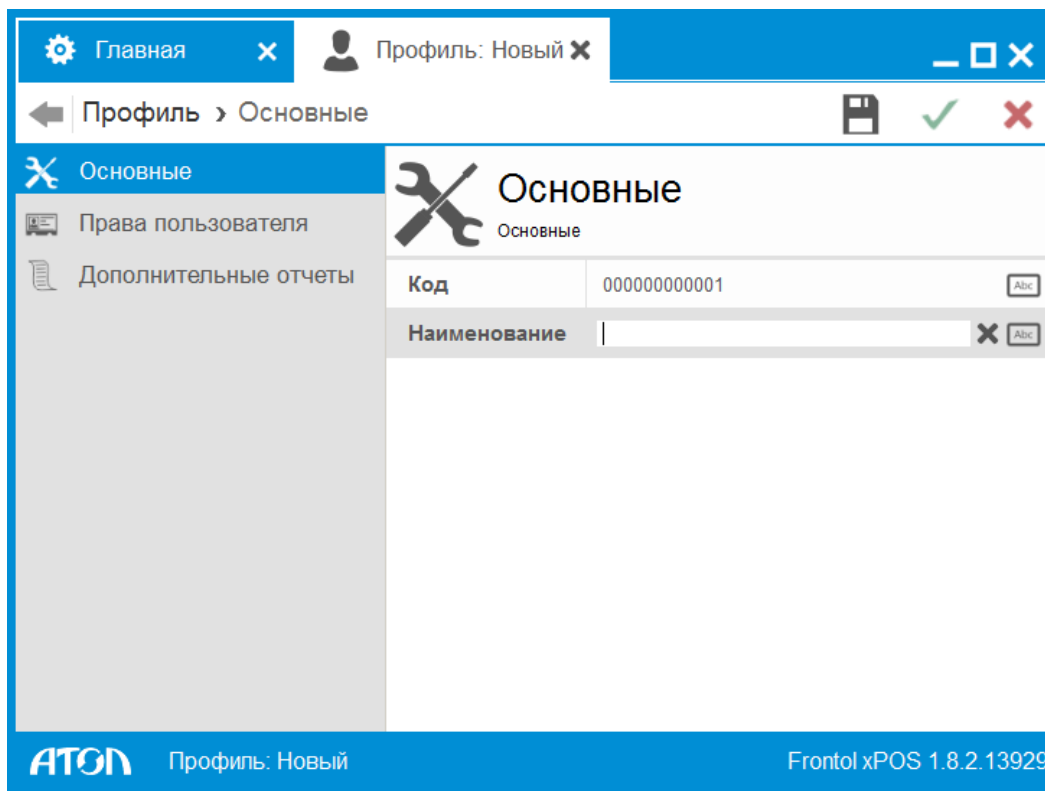 Главная
Профиль: Новый
Профиль › Основные
Основные
Права пользователя
Дополнительные отчеты
Основные
Основные
Код 000000000001 Abc
Наименование Abc
АТОЛ Профиль: Новый Frontol xPOS 1.8.2.13929